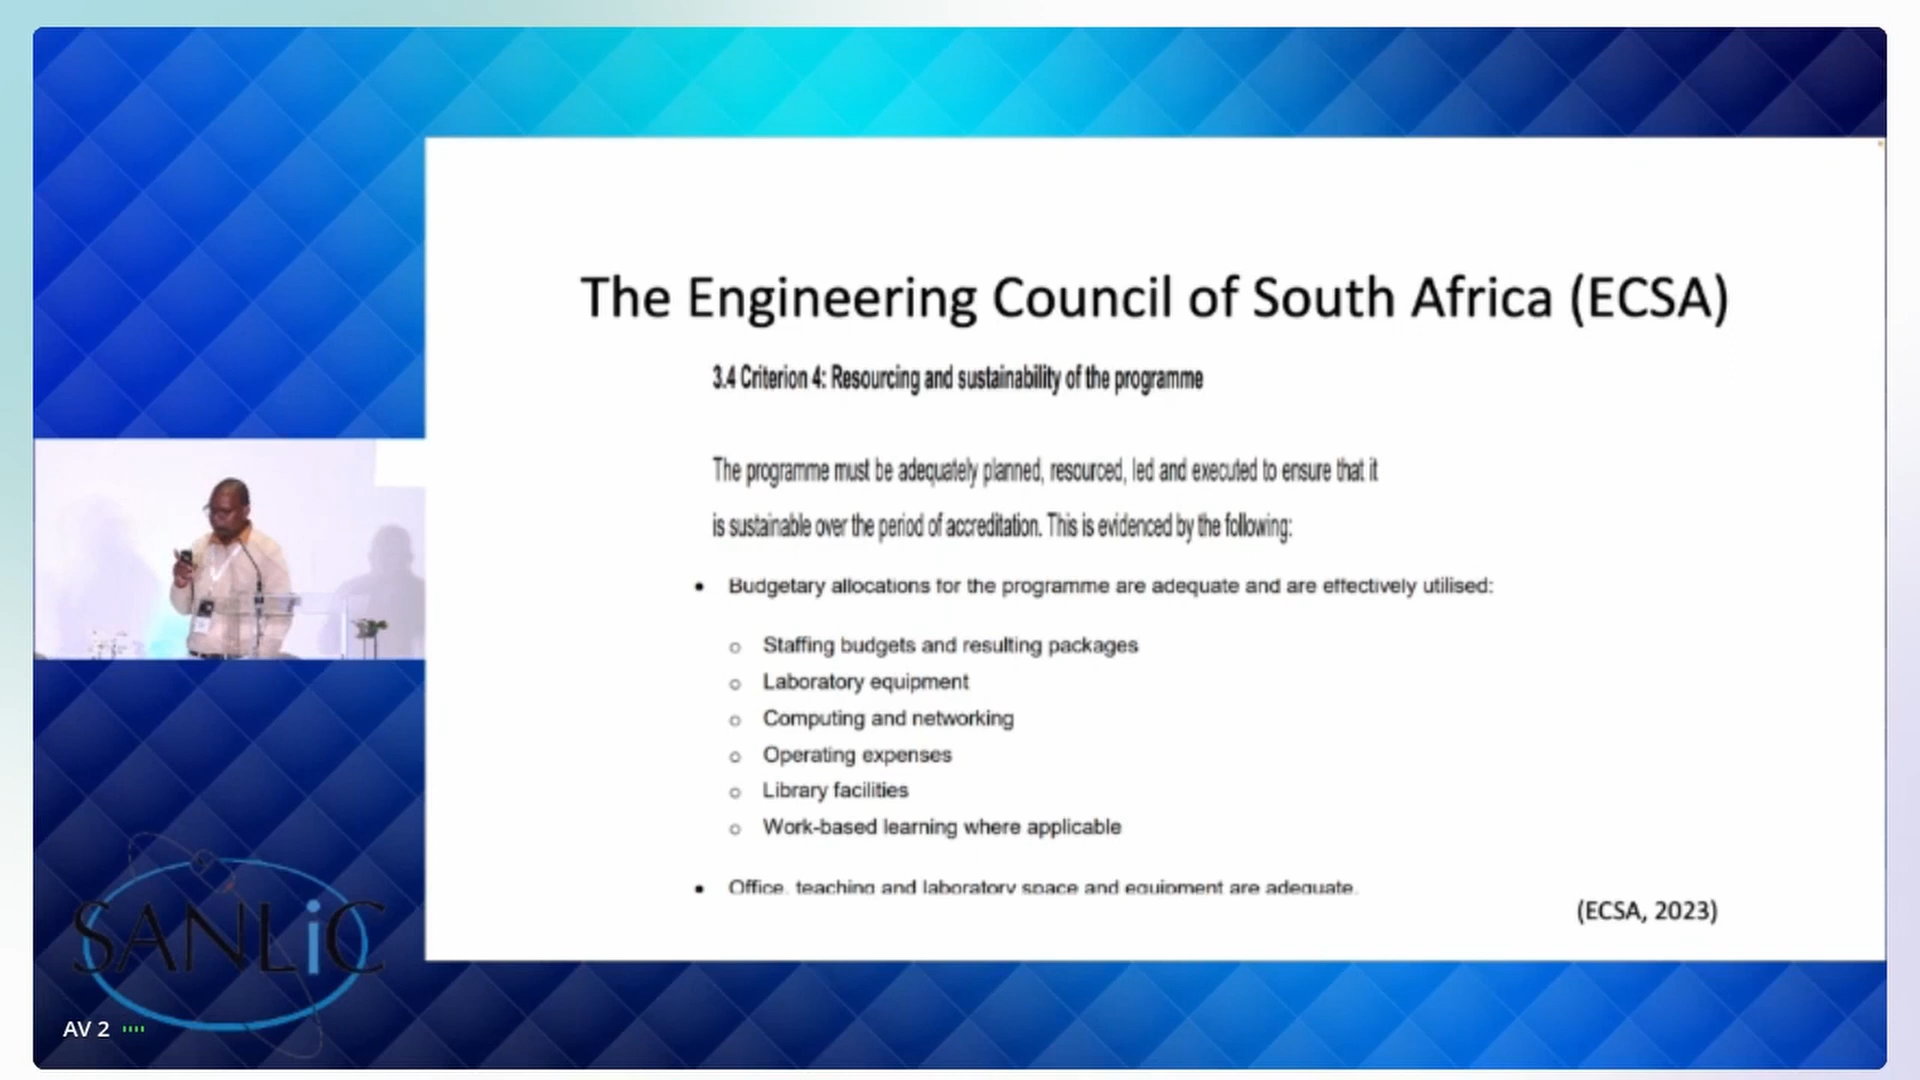 The Engineering Council of South Africa (ECSA)
3.4 Criterion 4: Resourcing and sustainability of the programme
The programme must be adequately planned, resourced, led and executed to ensure that it
is sustainable over the period of accreditation. This is evidenced by the following:
• Budgetary allocations for the programme are adequate and are effectively utilised:
o Staffing budgets and resulting packages
o Laboratory equipment
o Computing and networking
o Operating expenses
o Library facilities
o Work-based learning where applicable
• Office, teaching and laboratory space and equipment are adequate.
(ECSA, 2023)
SANLiC
AV 2